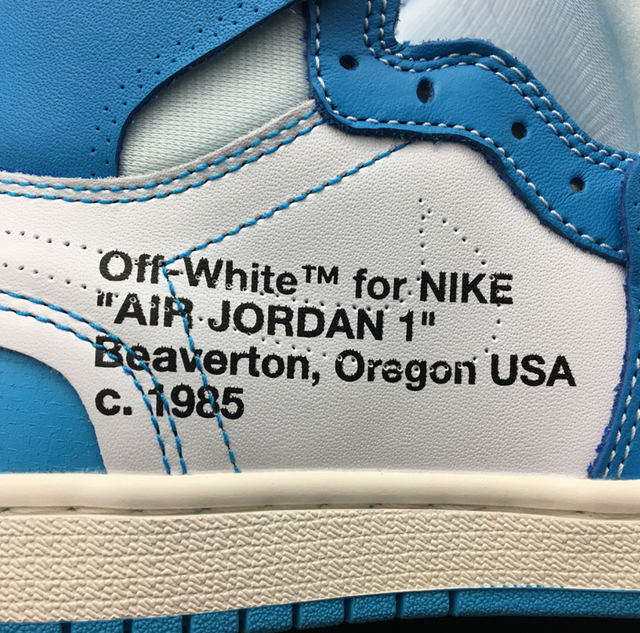 Off-White™ for NIKE
"AIR JORDAN 1"
Beaverton, Oregon USA
c. 1985